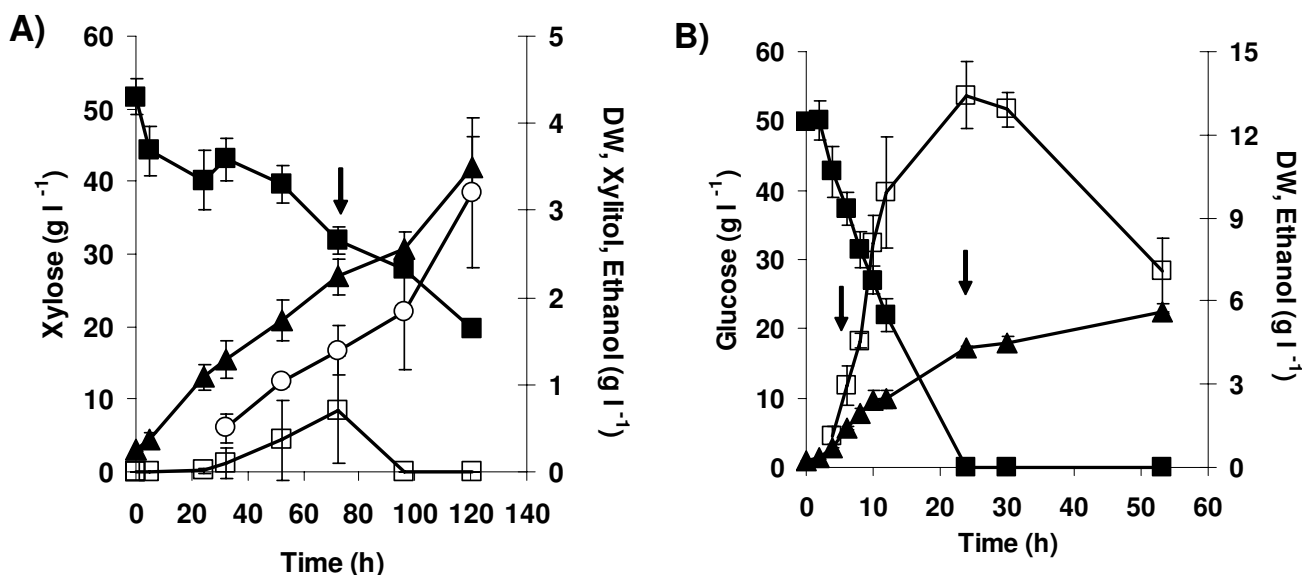 A)
60
50
40
30
20
10
0
Xylose (g l -1)
5
4
3
2
1
0
DW, Xylitol, Ethanol (g l -1)
0 20 40 60 80 100 120 140
Time (h)
B)
60
50
40
30
20
10
0
Glucose (g l -1)
15
12
9
6
3
0
DW, Ethanol (g l -1)
0 10 20 30 40 50 60
Time (h)